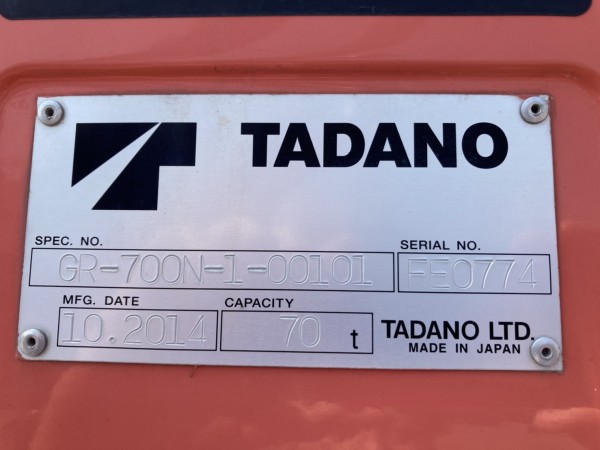 TADANO
SPEC. NO.
GR-700N-1-00101
SERIAL NO.
FE0774
MFG. DATE
10.2014
CAPACITY
70 t
TADANO LTD.
MADE IN JAPAN